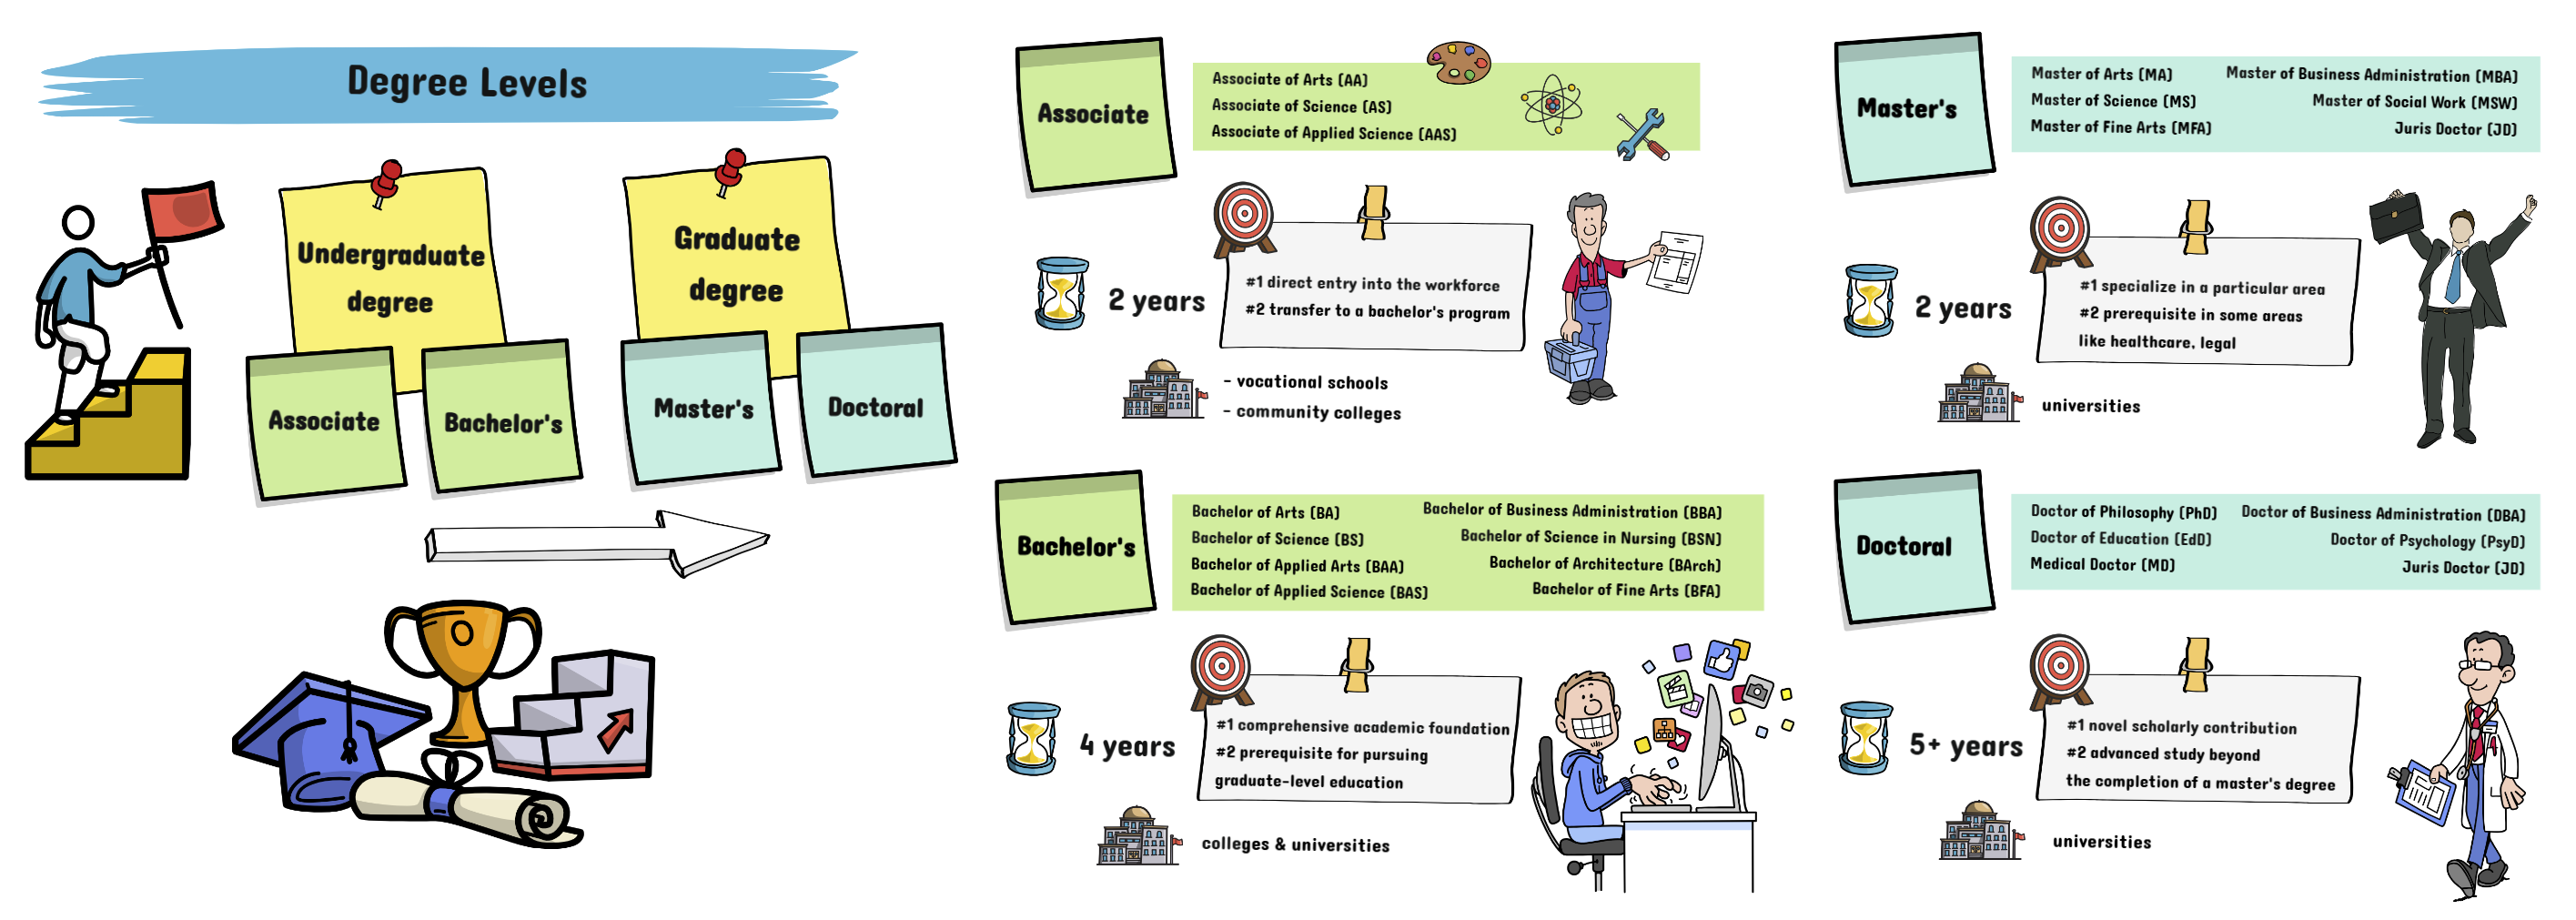 Degree Levels
Undergraduate
degree
Graduate
degree
Associate
Bachelor's
Master's
Doctoral
Associate
Associate of Arts (AA)
Associate of Science (AS)
Associate of Applied Science (AAS)
2 years
#1 direct entry into the workforce
#2 transfer to a bachelor's program
- vocational schools
- community colleges
Bachelor's
Bachelor of Arts (BA)
Bachelor of Science (BS)
Bachelor of Applied Arts (BAA)
Bachelor of Applied Science (BAS)
Bachelor of Business Administration (BBA)
Bachelor of Science in Nursing (BSN)
Bachelor of Architecture (BArch)
Bachelor of Fine Arts (BFA)
4 years
#1 comprehensive academic foundation
#2 prerequisite for pursuing
graduate-level education
colleges & universities
Master's
Master of Arts (MA)
Master of Science (MS)
Master of Fine Arts (MFA)
Master of Business Administration (MBA)
Master of Social Work (MSW)
Juris Doctor (JD)
2 years
#1 specialize in a particular area
#2 prerequisite in some areas
like healthcare, legal
universities
Doctoral
Doctor of Philosophy (PhD)
Doctor of Education (EdD)
Medical Doctor (MD)
Doctor of Business Administration (DBA)
Doctor of Psychology (PsyD)
Juris Doctor (JD)
5+ years
#1 novel scholarly contribution
#2 advanced study beyond
the completion of a master's degree
universities